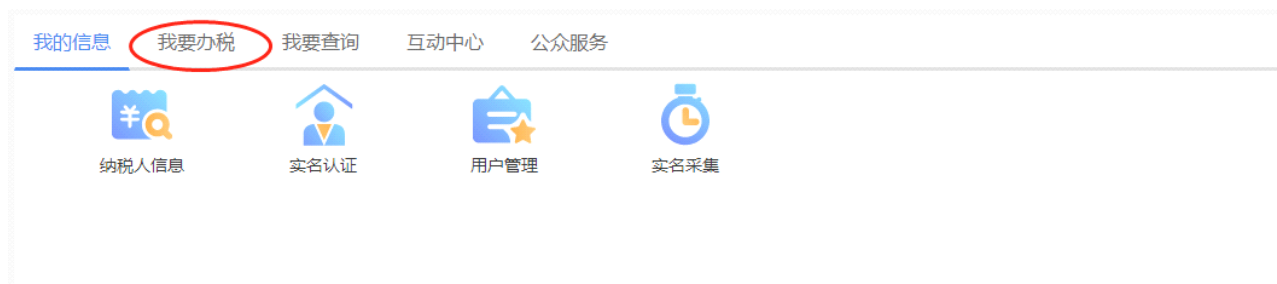 我的信息 我要办税 我要查询 互动中心 公众服务
¥
纳税人信息 实名认证 用户管理 实名采集